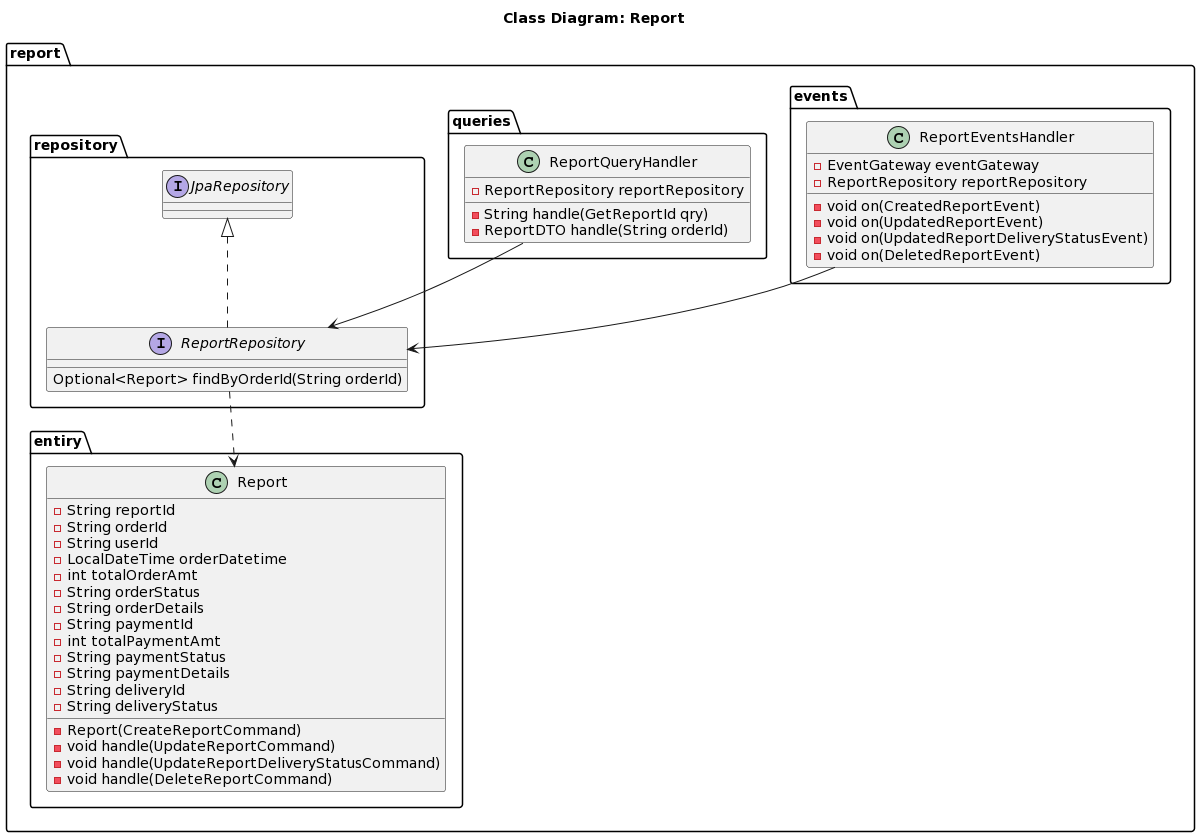 Class Diagram: Report
report
repository
I JpaRepository
I ReportRepository
Optional<Report> findByOrderId(String orderId)
queries
C ReportQueryHandler
ReportRepository reportRepository
String handle(GetReportId qry)
ReportDTO handle(String orderId)
events
C ReportEventsHandler
EventGateway eventGateway
ReportRepository reportRepository
void on(CreatedReportEvent)
void on(UpdatedReportEvent)
void on(UpdatedReportDeliveryStatusEvent)
void on(DeletedReportEvent)
entiry
C Report
String reportId
String orderId
String userId
LocalDateTime orderDatetime
int totalOrderAmt
String orderStatus
String orderDetails
String paymentId
int totalPaymentAmt
String paymentStatus
String paymentDetails
String deliveryId
String deliveryStatus
Report(CreateReportCommand)
void handle(UpdateReportCommand)
void handle(UpdateReportDeliveryStatusCommand)
void handle(DeleteReportCommand)